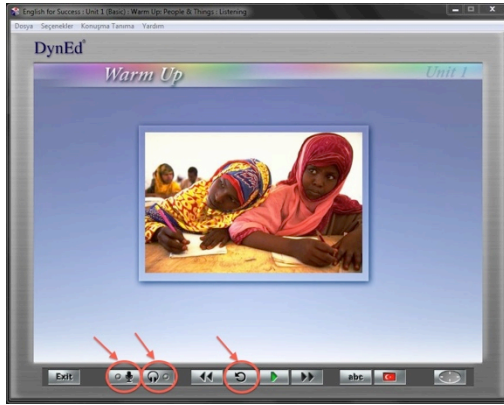 English for Success : Unit 1 (Basic) : Warm Up: People & Things : Listening
Dosya Seçenekler Konuşma Tanıma Yardım
DynEd
Warm Up Unit 1
Exit abc